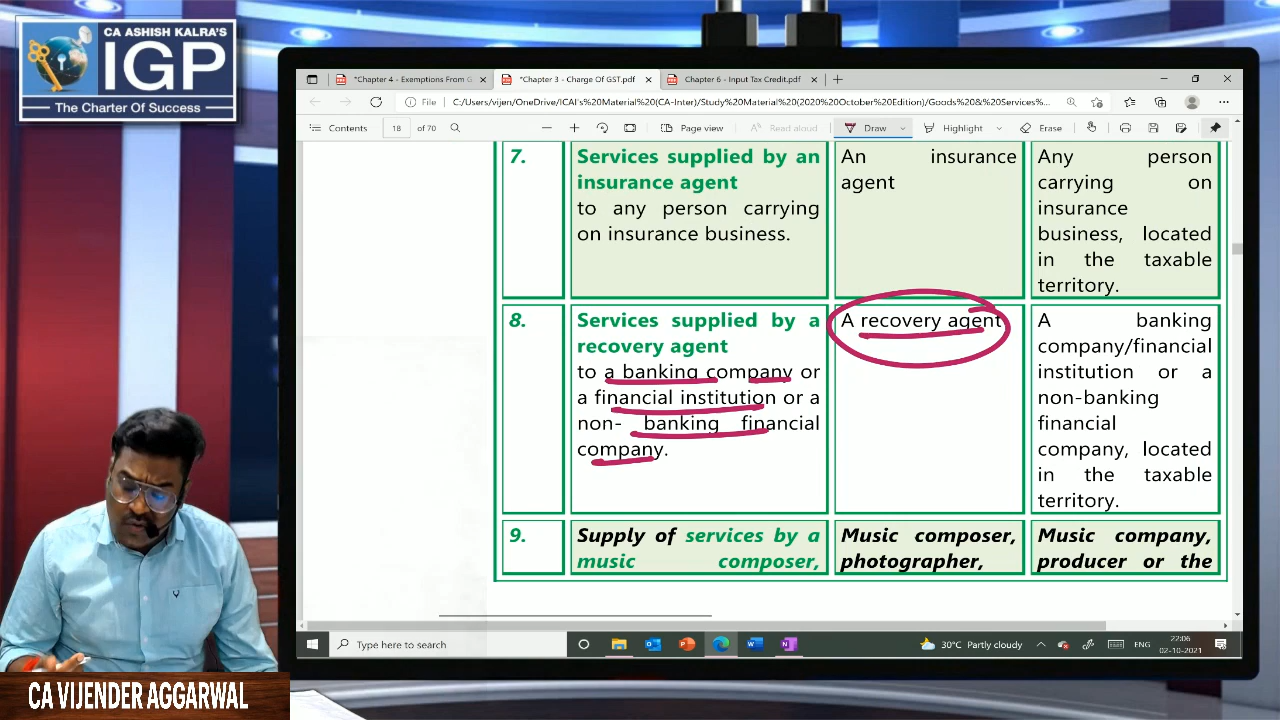 CA ASHISH KALRA'S
IGP
The Charter Of Success
*Chapter 4 - Exemptions From G
*Chapter 3 - Charge Of GST.pdf
Chapter 6 - Input Tax Credit.pdf
File
C:/Users/vijen/OneDrive/ICAI's%20Material%20(CA-Inter)/Study%20Material%20(2020%20October%20Edition)/Goods%20&%20Services%...
Contents
18 of 70
Page view
Read aloud
Draw
Highlight
Erase
7.
Services supplied by an
insurance agent
to any person carrying
on insurance business.
An insurance
agent
Any person
carrying on
insurance
business, located
in the taxable
territory.
8.
Services supplied by a
recovery agent
to a banking company or
a financial institution or a
non- banking financial
company.
A recovery agent
A banking
company/financial
institution or a
non-banking
financial
company, located
in the taxable
territory.
9.
Supply of services by a
music composer,
Music composer,
photographer,
Music company,
producer or the
Type here to search
30°C Partly cloudy
ENG
22:06
02-10-2021
CA VIJENDER AGGARWAL